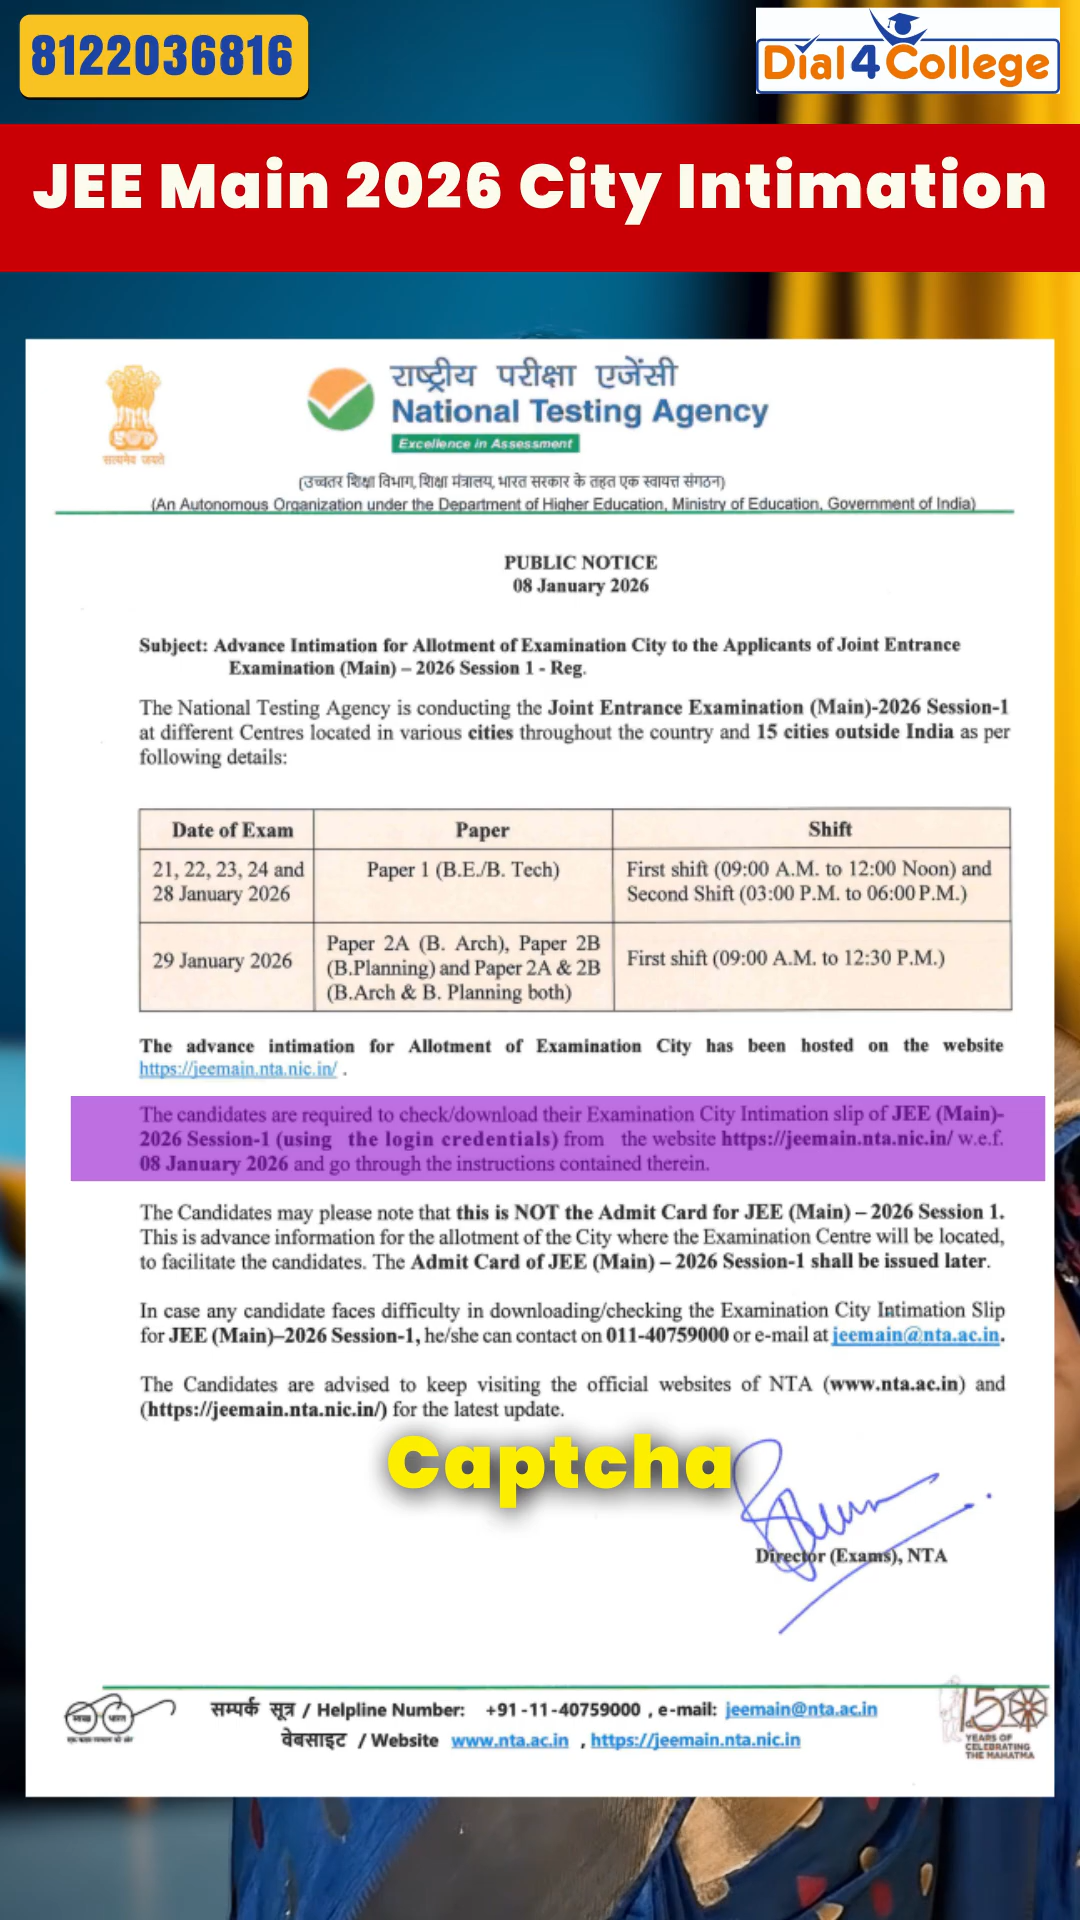 8122036816
Dial4College
JEE Main 2026 City Intimation
सत्यमेव जयते
राष्ट्रीय परीक्षा एजेंसी
National Testing Agency
Excellence in Assessment
(उच्चतर शिक्षा विभाग, शिक्षा मंत्रालय, भारत सरकार के तहत एक स्वायत्त संगठन)
(An Autonomous Organization under the Department of Higher Education, Ministry of Education, Government of India)
PUBLIC NOTICE
08 January 2026
Subject: Advance Intimation for Allotment of Examination City to the Applicants of Joint Entrance
Examination (Main) – 2026 Session 1 - Reg.
The National Testing Agency is conducting the Joint Entrance Examination (Main)-2026 Session-1
at different Centres located in various cities throughout the country and 15 cities outside India as per
following details:
Date of Exam Paper Shift
21, 22, 23, 24 and Paper 1 (B.E./B. Tech) First shift (09:00 A.M. to 12:00 Noon) and
28 January 2026 Second Shift (03:00 P.M. to 06:00 P.M.)
Paper 2A (B. Arch), Paper 2B
29 January 2026 (B.Planning) and Paper 2A & 2B First shift (09:00 A.M. to 12:30 P.M.)
(B.Arch & B. Planning both)
The advance intimation for Allotment of Examination City has been hosted on the website
https://jeemain.nta.nic.in/ .
The candidates are required to check/download their Examination City Intimation slip of JEE (Main)-
2026 Session-1 (using the login credentials) from the website https://jeemain.nta.nic.in/ w.e.f.
08 January 2026 and go through the instructions contained therein.
The Candidates may please note that this is NOT the Admit Card for JEE (Main) – 2026 Session 1.
This is advance information for the allotment of the City where the Examination Centre will be located,
to facilitate the candidates. The Admit Card of JEE (Main) – 2026 Session-1 shall be issued later.
In case any candidate faces difficulty in downloading/checking the Examination City Intimation Slip
for JEE (Main)–2026 Session-1, he/she can contact on 011-40759000 or e-mail at jeemain@nta.ac.in.
The Candidates are advised to keep visiting the official websites of NTA (www.nta.ac.in) and
(https://jeemain.nta.nic.in/) for the latest update.
Captcha
Director (Exams), NTA
सम्पर्क सूत्र / Helpline Number: +91-11-40759000 , e-mail: jeemain@nta.ac.in
वेबसाइट / Website www.nta.ac.in , https://jeemain.nta.nic.in
150
YEARS OF
CELEBRATING
THE MAHATMA